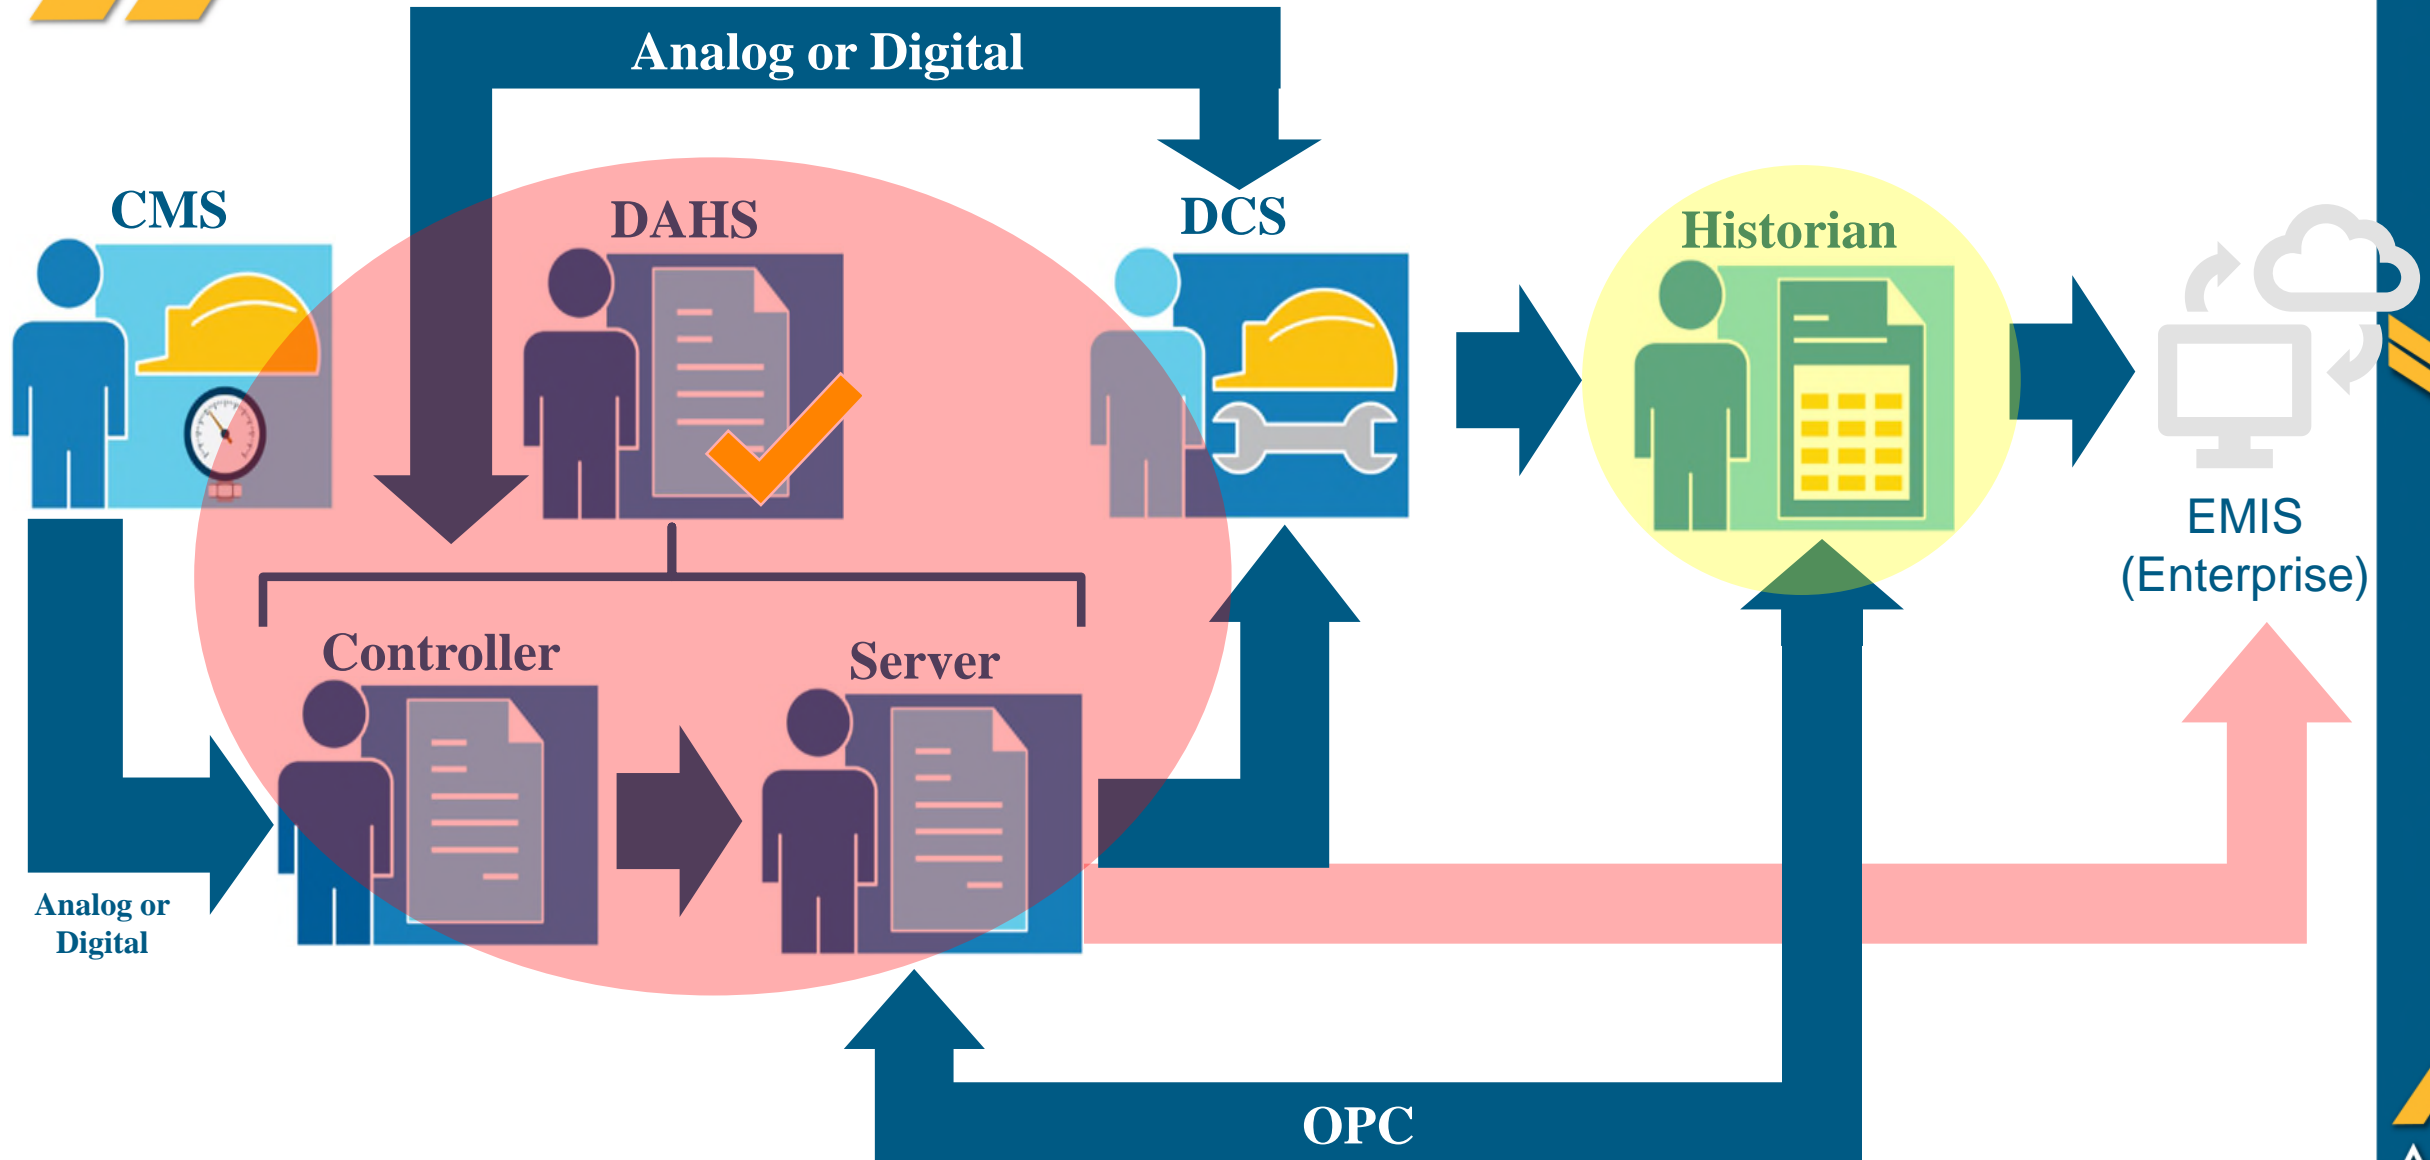 Analog or Digital
CMS
DAHS
DCS
Historian
EMIS
(Enterprise)
Controller
Server
Analog or
Digital
OPC